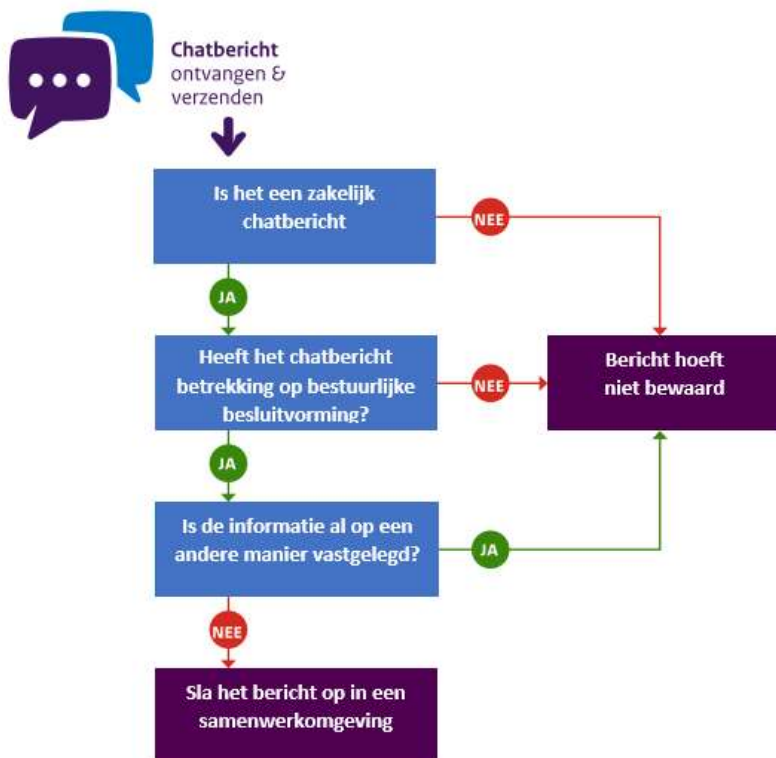 Chatbericht
ontvangen &
verzenden
Is het een zakelijk
chatbericht
NEE
JA
Heeft het chatbericht
betrekking op bestuurlijke
besluitvorming?
NEE
Bericht hoeft
niet bewaard
JA
Is de informatie al op een
andere manier vastgelegd?
JA
NEE
Sla het bericht op in een
samenwerkomgeving